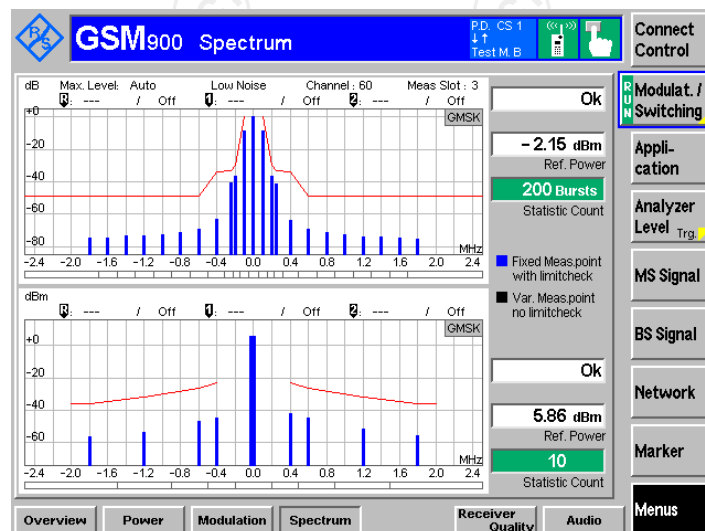 R&S
GSM900 Spectrum
P.D. CS 1
Test M. B
Connect Control
dB Max. Level: Auto Low Noise Channel : 60 Meas Slot : 3
R: --- / Off 1: --- / Off 2: --- / Off
GMSK
+0
-20
-40
-60
-80
MHz
-2.4 -2.0 -1.6 -1.2 -0.8 -0.4 0.0 0.4 0.8 1.2 1.6 2.0 2.4
Ok
- 2.15 dBm
Ref. Power
200 Bursts
Statistic Count
Fixed Meas.point
with limitcheck
Var. Meas.point
no limitcheck
dBm
R: --- / Off 1: --- / Off 2: --- / Off
GMSK
+0
-20
-40
-60
MHz
-2.4 -2.0 -1.6 -1.2 -0.8 -0.4 0.0 0.4 0.8 1.2 1.6 2.0 2.4
Ok
5.86 dBm
Ref. Power
10
Statistic Count
RUN
Modulat. /
Switching
Appli-
cation
Analyzer
Level Trg.
MS Signal
BS Signal
Network
Marker
Menus
Overview Power Modulation Spectrum Receiver Quality Audio